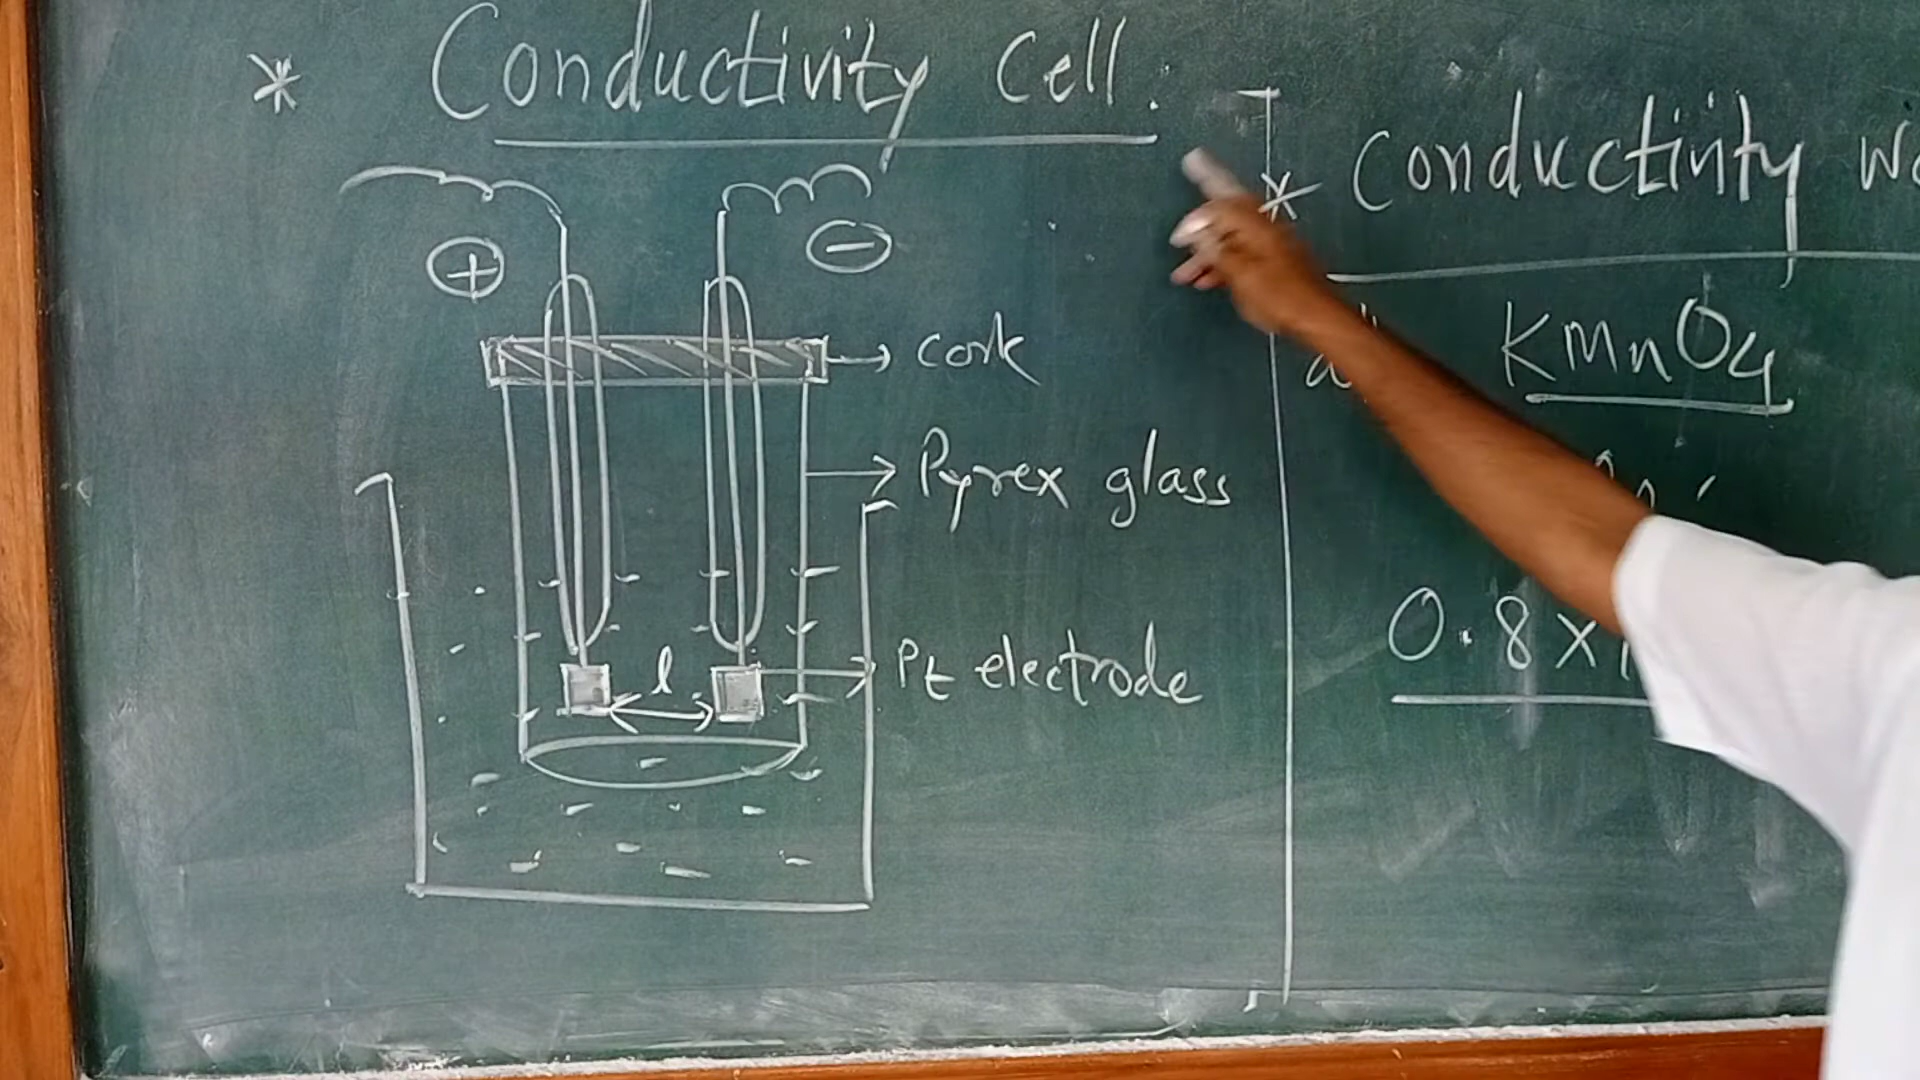 * Conductivity Cell.
+
−
→ cork
→ Pyrex glass
l
→ Pt electrode
* Conductivity
KMnO4
0.8 ×